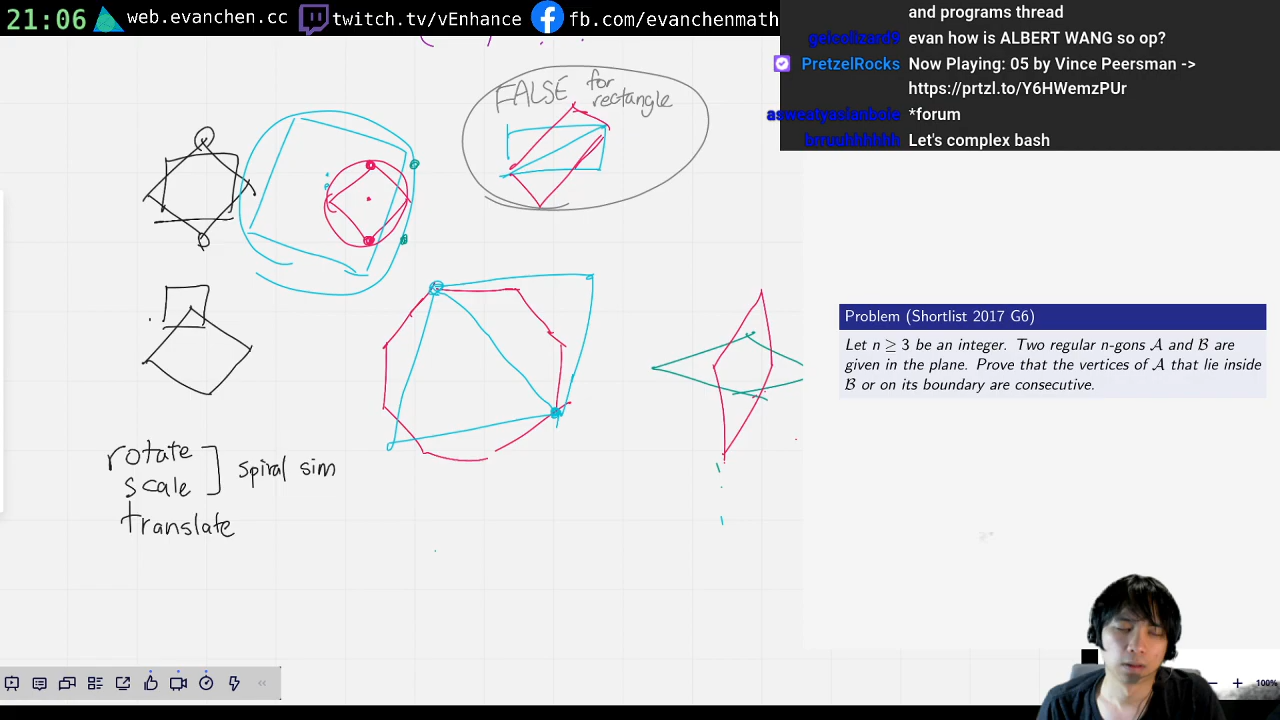 21:06 web.evanchen.cc twitch.tv/vEnhance fb.com/evanchenmath
and programs thread
geicolizard9 evan how is ALBERT WANG so op?
PretzelRocks Now Playing: 05 by Vince Peersman ->
https://prtzl.to/Y6HWemzPUr
asweatyasianboie *forum
brruuhhhhhh Let's complex bash
FALSE for
rectangle
Problem (Shortlist 2017 G6)
Let n ≥ 3 be an integer. Two regular n-gons 𝒜 and ℬ are
given in the plane. Prove that the vertices of 𝒜 that lie inside
ℬ or on its boundary are consecutive.
rotate
scale
spiral sim
translate
100%